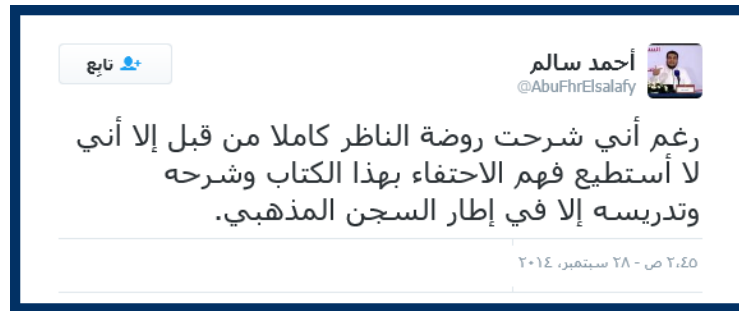 أحمد سالم
@AbuFhrElsalafy
تابِع
رغم أني شرحت روضة الناظر كاملا من قبل إلا أني
لا أستطيع فهم الاحتفاء بهذا الكتاب وشرحه
وتدريسه إلا في إطار السجن المذهبي.
٢،٤٥ ص - ٢٨ سبتمبر، ٢٠١٤